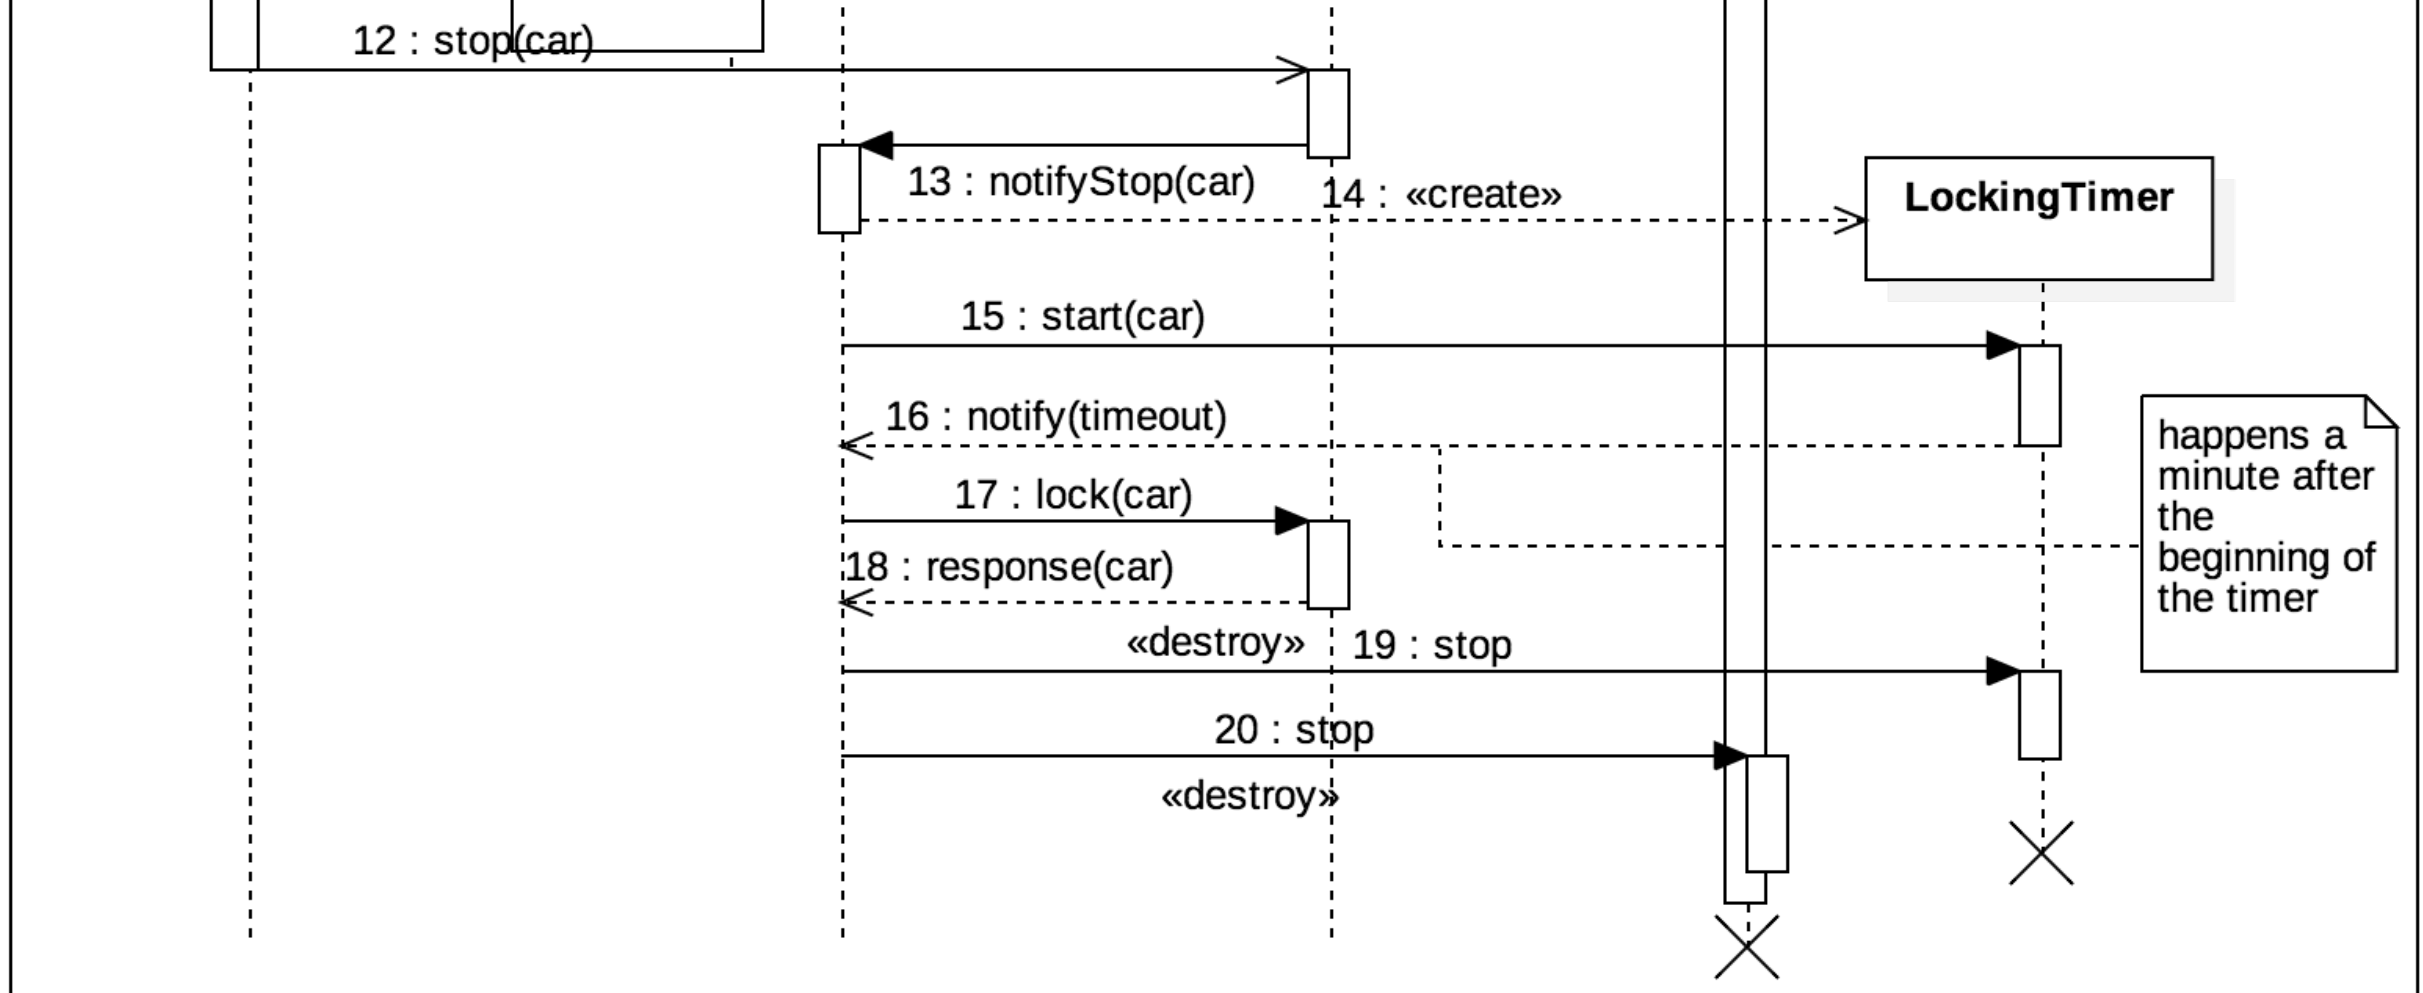 12 : stop(car)
13 : notifyStop(car)
14 : «create»
LockingTimer
15 : start(car)
16 : notify(timeout)
happens a
minute after
the
beginning of
the timer
17 : lock(car)
18 : response(car)
«destroy» 19 : stop
20 : stop
«destroy»